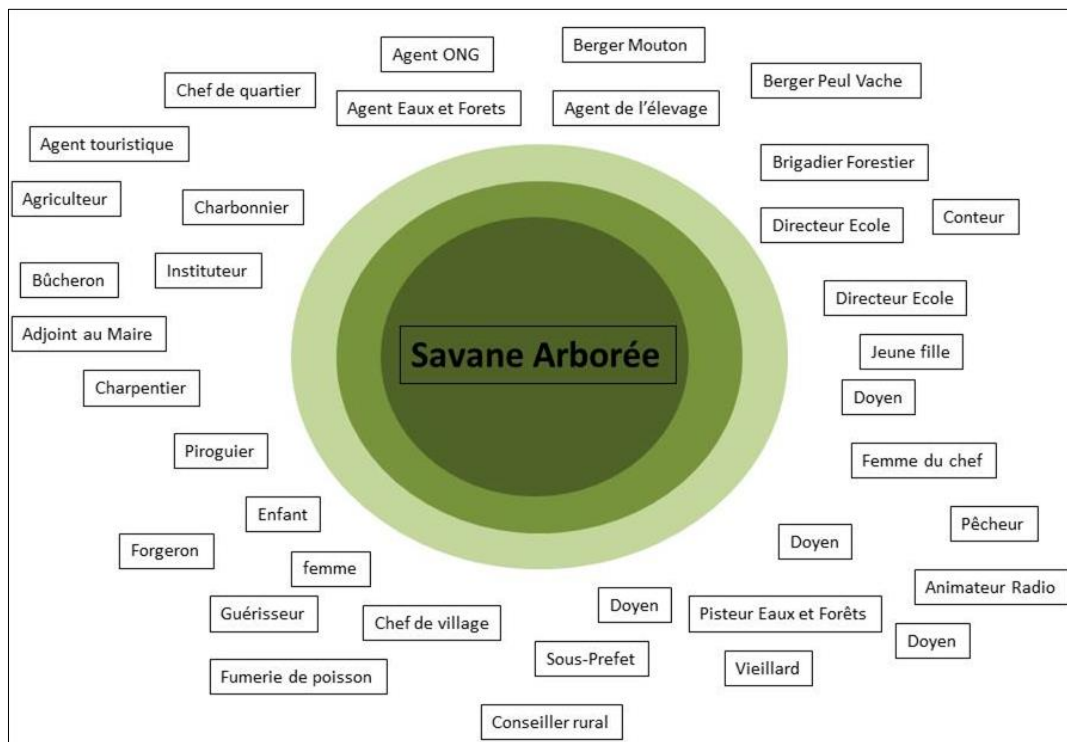 Agent ONG
Berger Mouton
Chef de quartier
Berger Peul Vache
Agent Eaux et Forets
Agent de l'élevage
Agent touristique
Brigadier Forestier
Agriculteur
Charbonnier
Directeur Ecole
Conteur
Bûcheron
Instituteur
Directeur Ecole
Adjoint au Maire
Savane Arborée
Jeune fille
Charpentier
Doyen
Piroguier
Femme du chef
Enfant
Pêcheur
Forgeron
Doyen
femme
Animateur Radio
Guérisseur
Chef de village
Doyen
Pisteur Eaux et Forêts
Doyen
Fumerie de poisson
Sous-Prefet
Vieillard
Conseiller rural